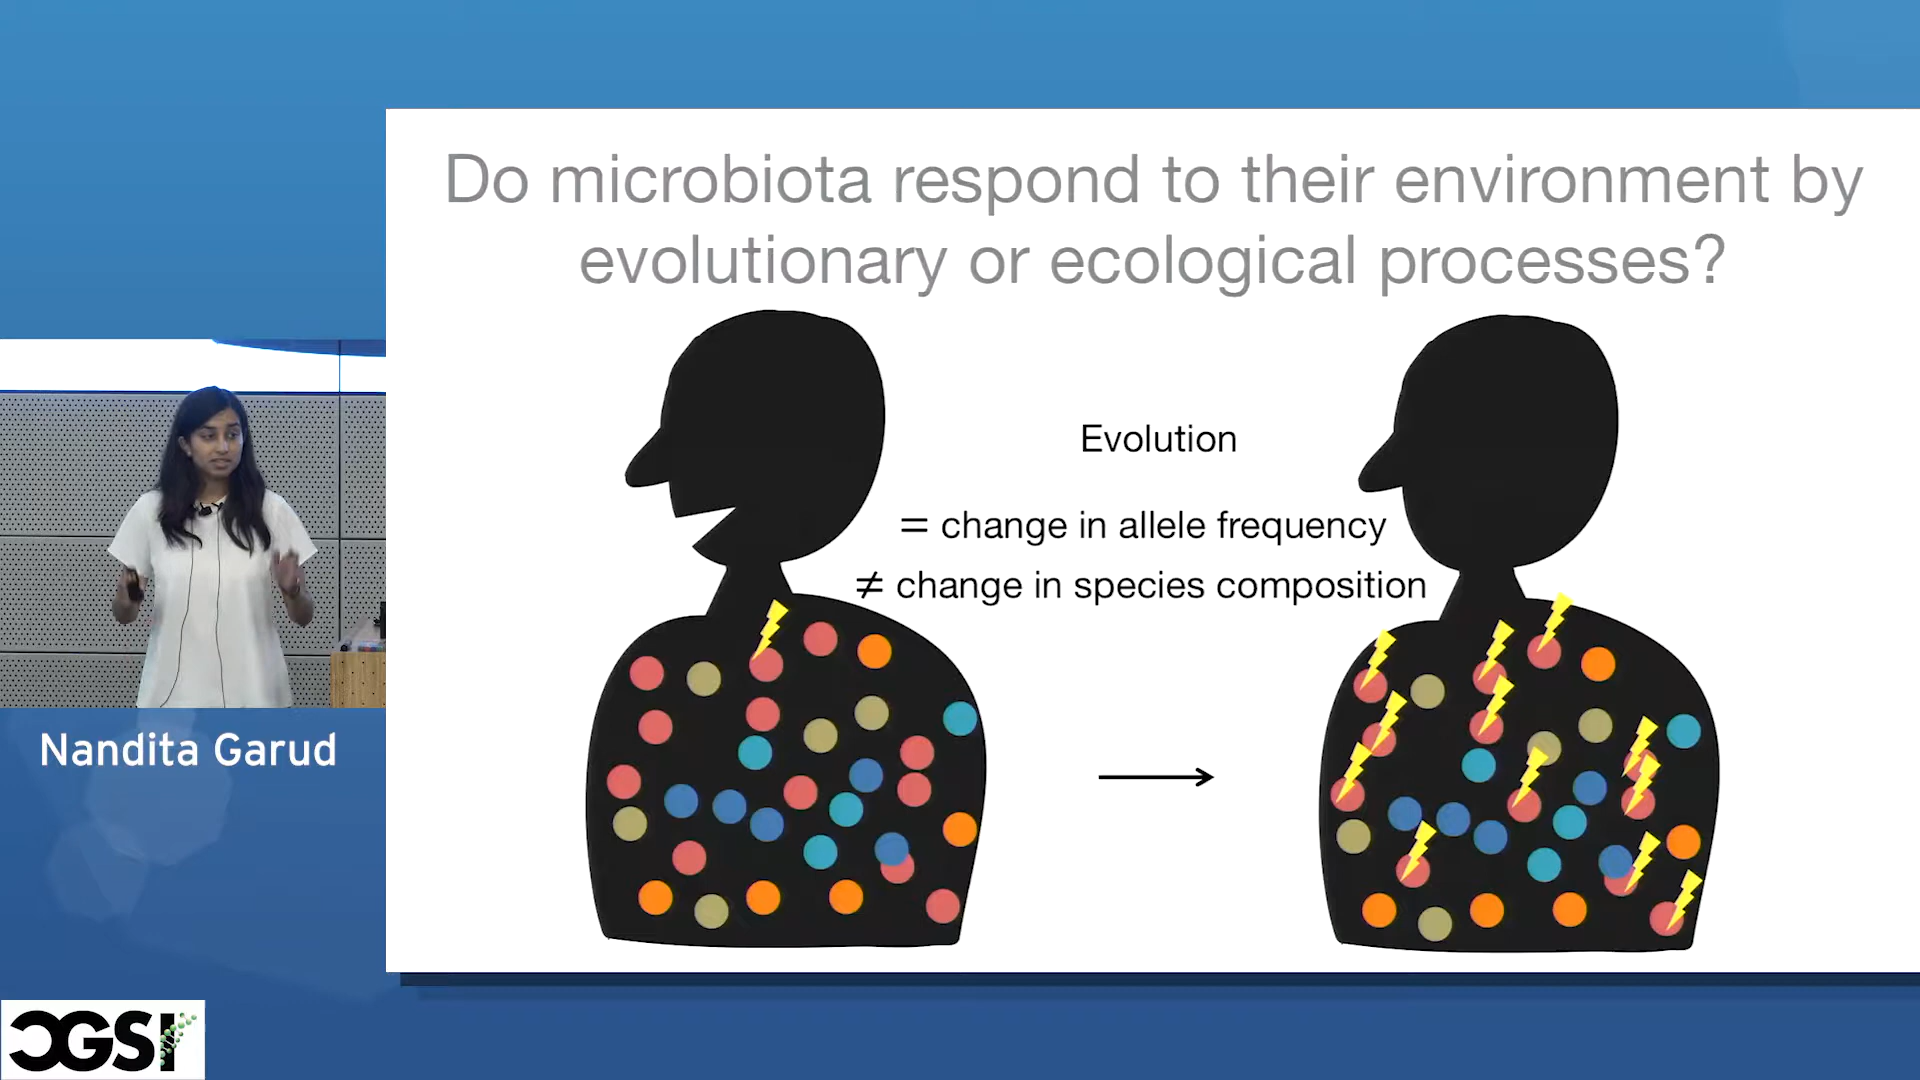 Do microbiota respond to their environment by
evolutionary or ecological processes?
Evolution
= change in allele frequency
≠ change in species composition
Nandita Garud
CGSI